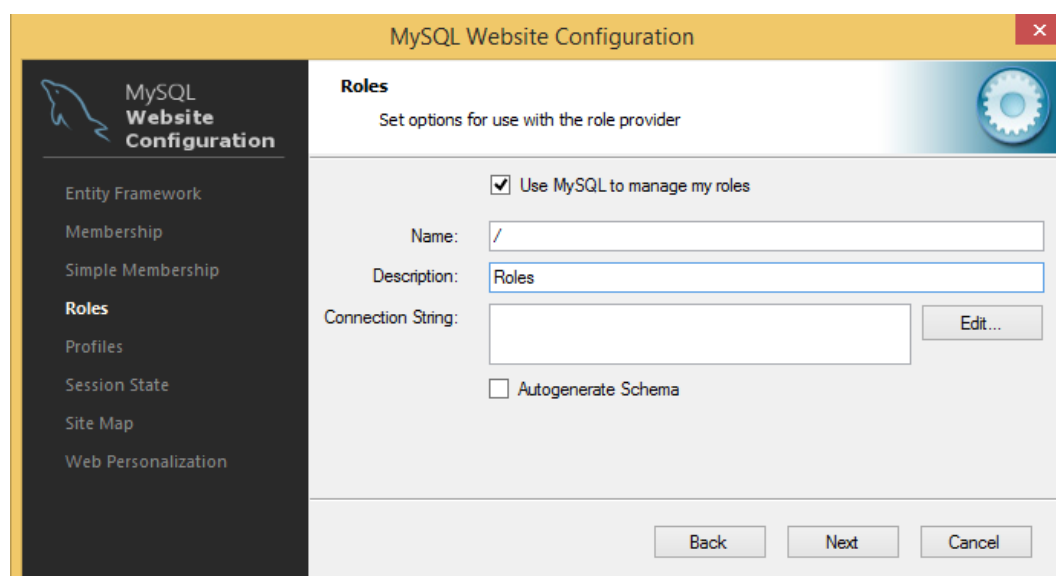 MySQL Website Configuration
MySQL
Website
Configuration
Entity Framework
Membership
Simple Membership
Roles
Profiles
Session State
Site Map
Web Personalization
Roles
Set options for use with the role provider
Use MySQL to manage my roles
Name: /
Description: Roles
Connection String: Edit...
Autogenerate Schema
Back Next Cancel